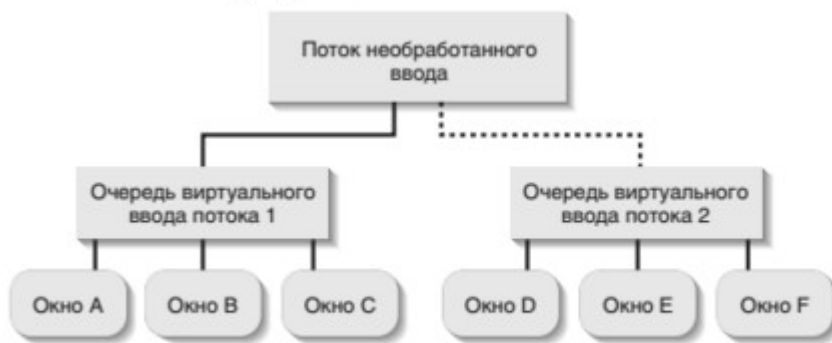 Поток необработанного
ввода
Очередь виртуального
ввода потока 1
Очередь виртуального
ввода потока 2
Окно A
Окно B
Окно C
Окно D
Окно E
Окно F